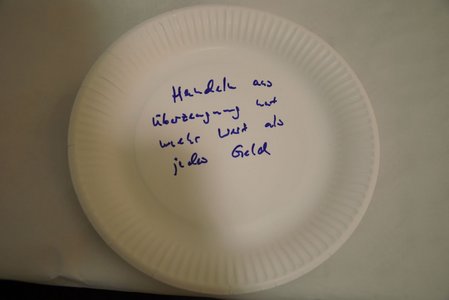 Handeln aus
Überzeugung hat
mehr Wert als
jedes Geld